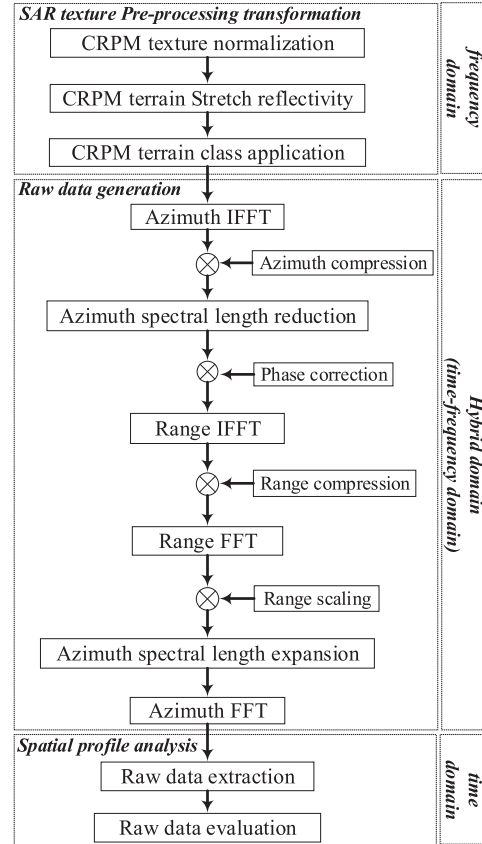 SAR texture Pre-processing transformation
CRPM texture normalization
CRPM terrain Stretch reflectivity
CRPM terrain class application
frequency
domain
Raw data generation
Azimuth IFFT
Azimuth compression
Azimuth spectral length reduction
Phase correction
Range IFFT
Range compression
Range FFT
Range scaling
Azimuth spectral length expansion
Azimuth FFT
Hybrid domain
(time-frequency domain)
Spatial profile analysis
Raw data extraction
Raw data evaluation
time
domain